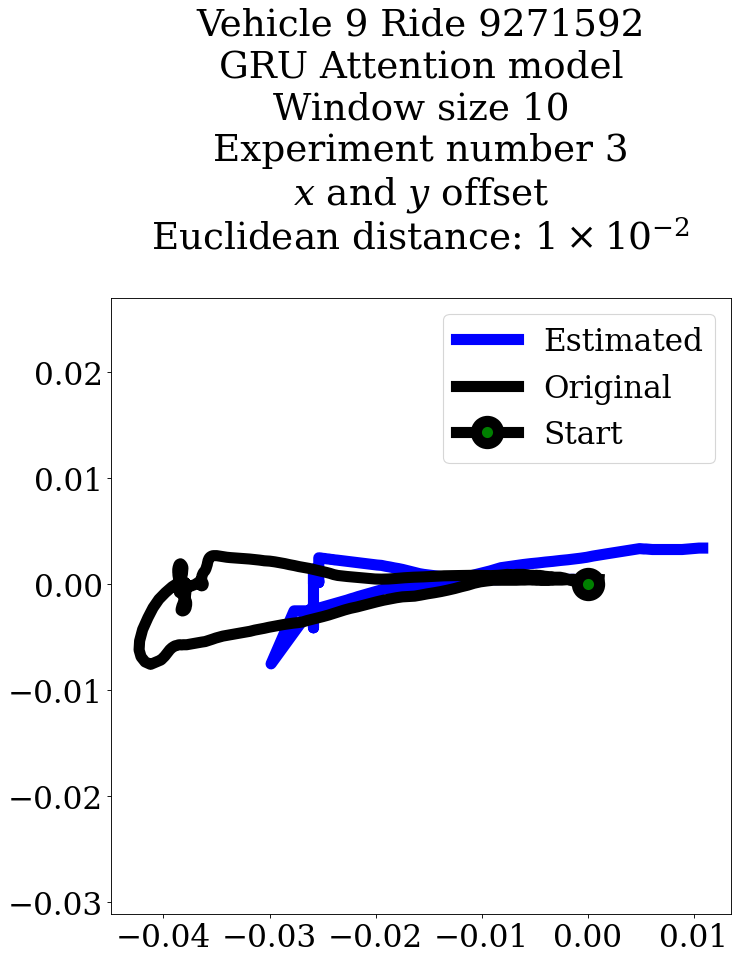 Vehicle 9 Ride 9271592
GRU Attention model
Window size 10
Experiment number 3
x and y offset
Euclidean distance: 1 × 10⁻²
Estimated
Original
Start
0.02
0.01
0.00
−0.01
−0.02
−0.03
−0.04 −0.03 −0.02 −0.01 0.00 0.01